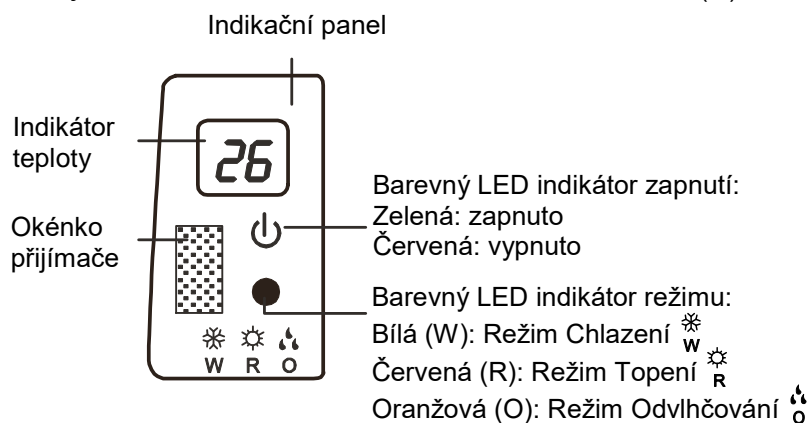 Indikační panel
Indikátor
teploty
26
Okénko
přijímače
W R O
Barevný LED indikátor zapnutí:
Zelená: zapnuto
Červená: vypnuto
Barevný LED indikátor režimu:
Bílá (W): Režim Chlazení W
Červená (R): Režim Topení R
Oranžová (O): Režim Odvlhčování O